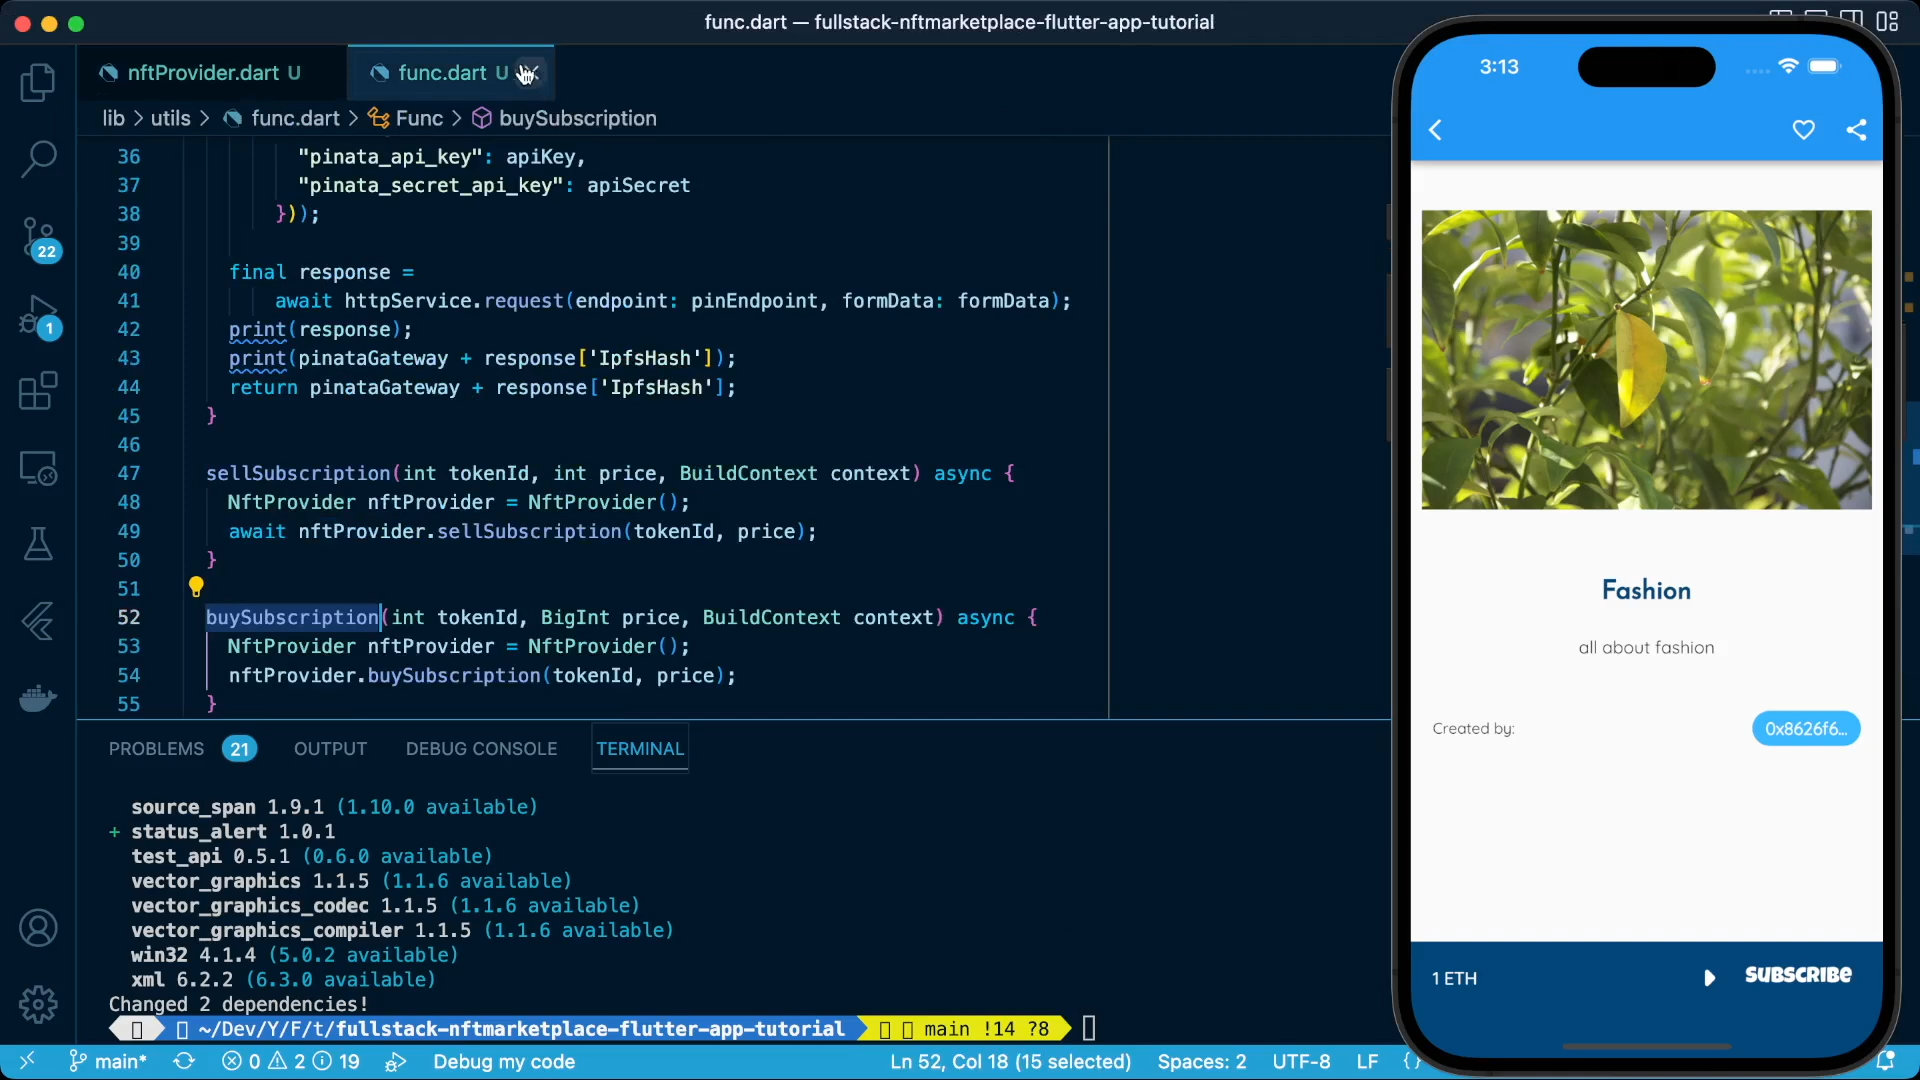 func.dart — fullstack-nftmarketplace-flutter-app-tutorial
nftProvider.dart U
func.dart U
lib > utils > func.dart > Func > buySubscription
36 "pinata_api_key": apiKey,
37 "pinata_secret_api_key": apiSecret
38 }));
39
40 final response =
41 await httpService.request(endpoint: pinEndpoint, formData: formData);
42 print(response);
43 print(pinataGateway + response['IpfsHash']);
44 return pinataGateway + response['IpfsHash'];
45 }
46
47 sellSubscription(int tokenId, int price, BuildContext context) async {
48 NftProvider nftProvider = NftProvider();
49 await nftProvider.sellSubscription(tokenId, price);
50 }
51
52 buySubscription(int tokenId, BigInt price, BuildContext context) async {
53 NftProvider nftProvider = NftProvider();
54 nftProvider.buySubscription(tokenId, price);
55 }
22
1
PROBLEMS 21 OUTPUT DEBUG CONSOLE TERMINAL
source_span 1.9.1 (1.10.0 available)
+ status_alert 1.0.1
test_api 0.5.1 (0.6.0 available)
vector_graphics 1.1.5 (1.1.6 available)
vector_graphics_codec 1.1.5 (1.1.6 available)
vector_graphics_compiler 1.1.5 (1.1.6 available)
win32 4.1.4 (5.0.2 available)
xml 6.2.2 (6.3.0 available)
Changed 2 dependencies!
~/Dev/Y/F/t/fullstack-nftmarketplace-flutter-app-tutorial main !14 ?8
main* 0 2 19 Debug my code Ln 52, Col 18 (15 selected) Spaces: 2 UTF-8 LF {
3:13
Fashion
all about fashion
Created by: 0x8626f6...
1 ETH SUBSCRIBE